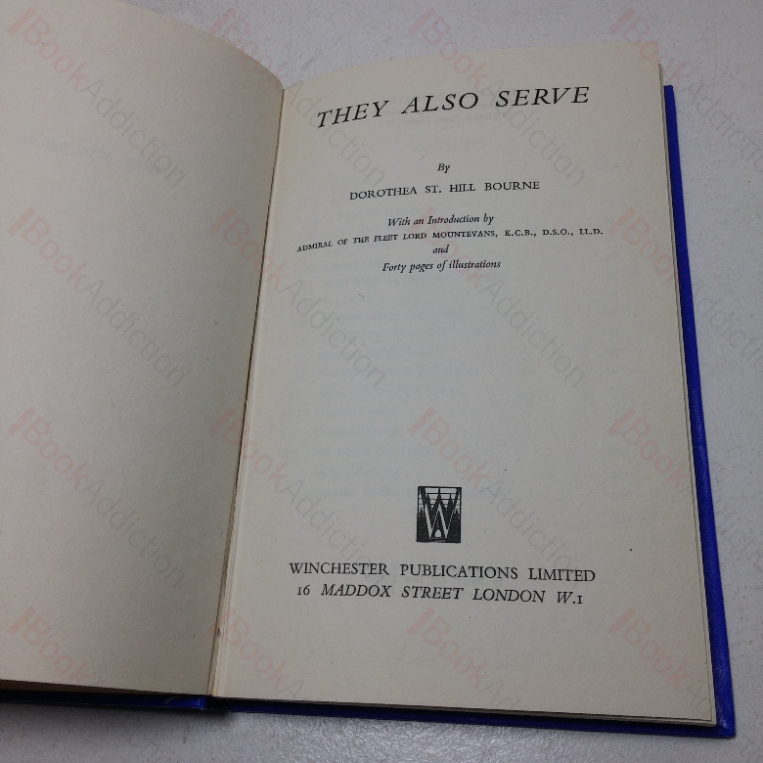 THEY ALSO SERVE
By
DOROTHEA ST. HILL BOURNE
With an Introduction by
ADMIRAL OF THE FLEET LORD MOUNTEVANS, K.C.B., D.S.O., LL.D.
and
Forty pages of illustrations
W
WINCHESTER PUBLICATIONS LIMITED
16 MADDOX STREET LONDON W.1
BookAddiction